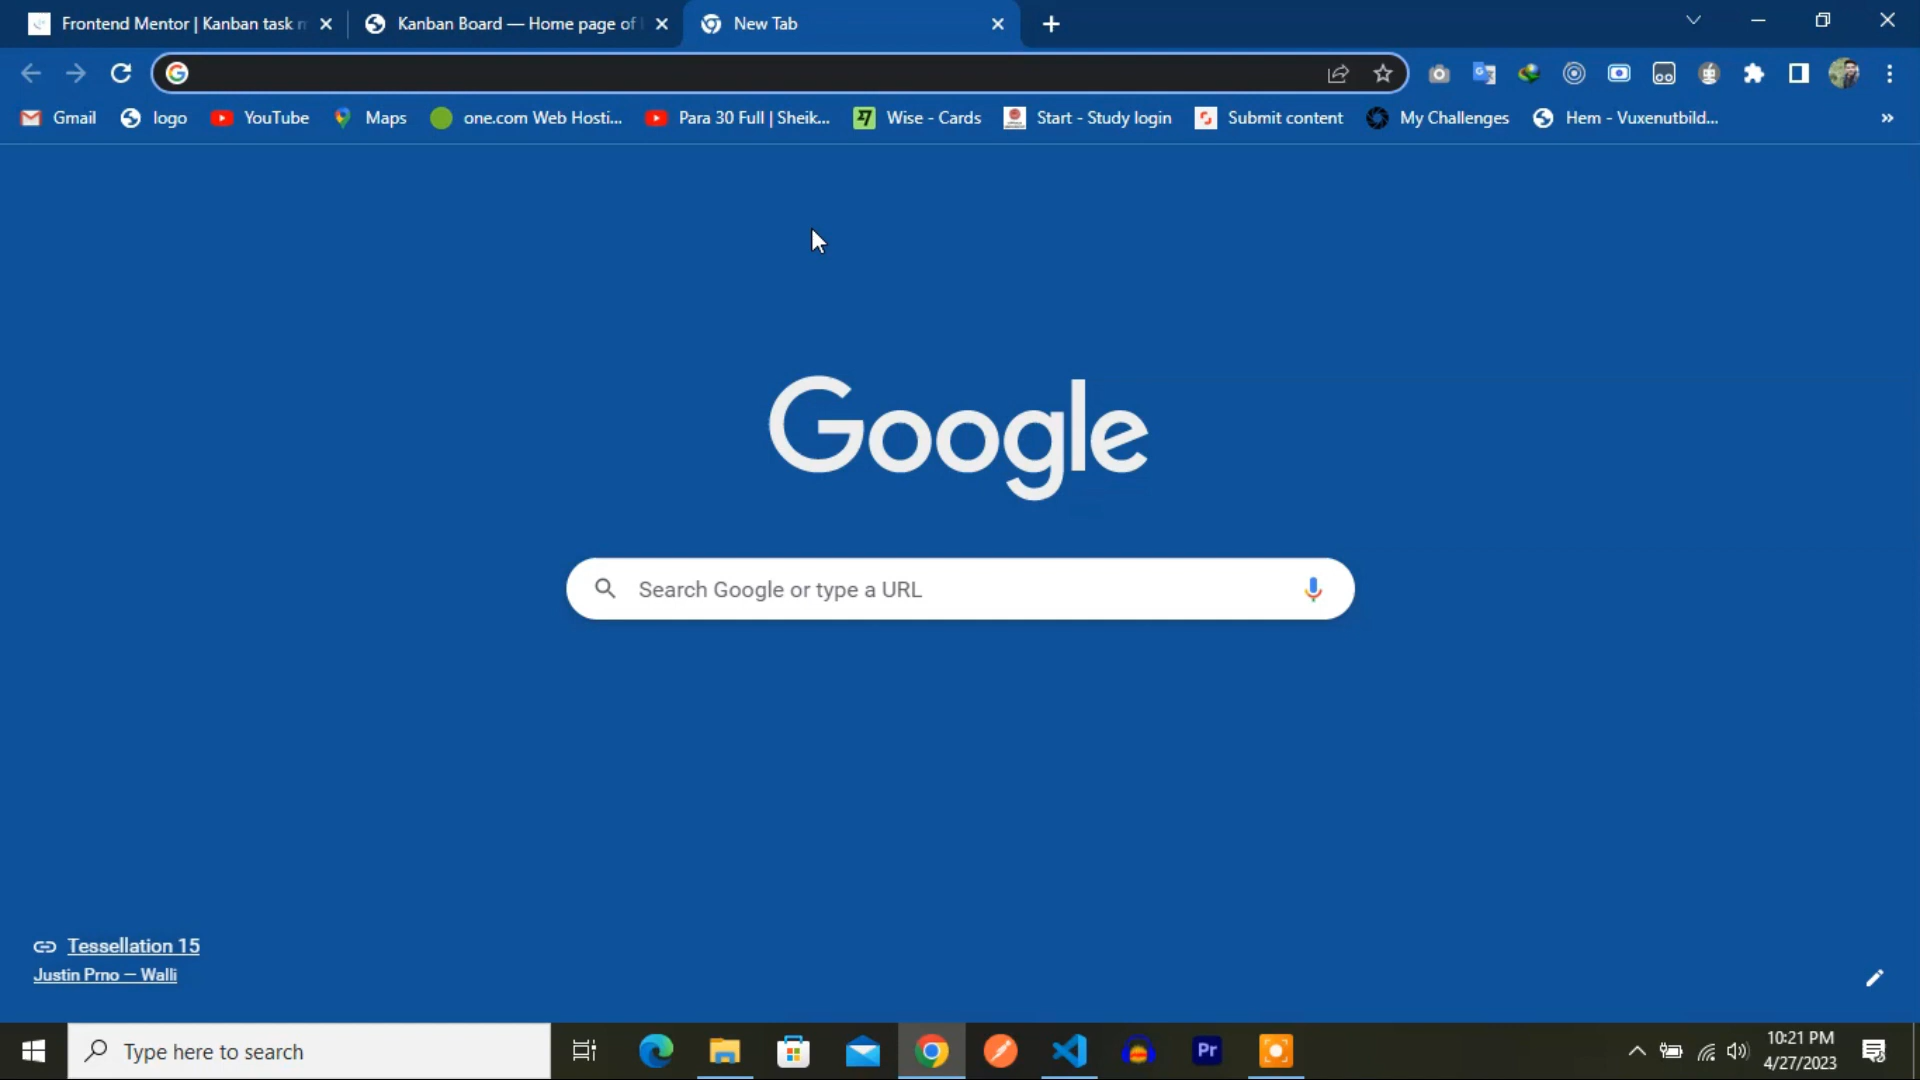 Frontend Mentor | Kanban task m
Kanban Board — Home page of
New Tab
Gmail
logo
YouTube
Maps
one.com Web Hosti...
Para 30 Full | Sheik...
Wise - Cards
Start - Study login
Submit content
My Challenges
Hem - Vuxenutbild...
»
Google
Search Google or type a URL
Tessellation 15
Justin Prno — Walli
Type here to search
Pr
10:21 PM
4/27/2023